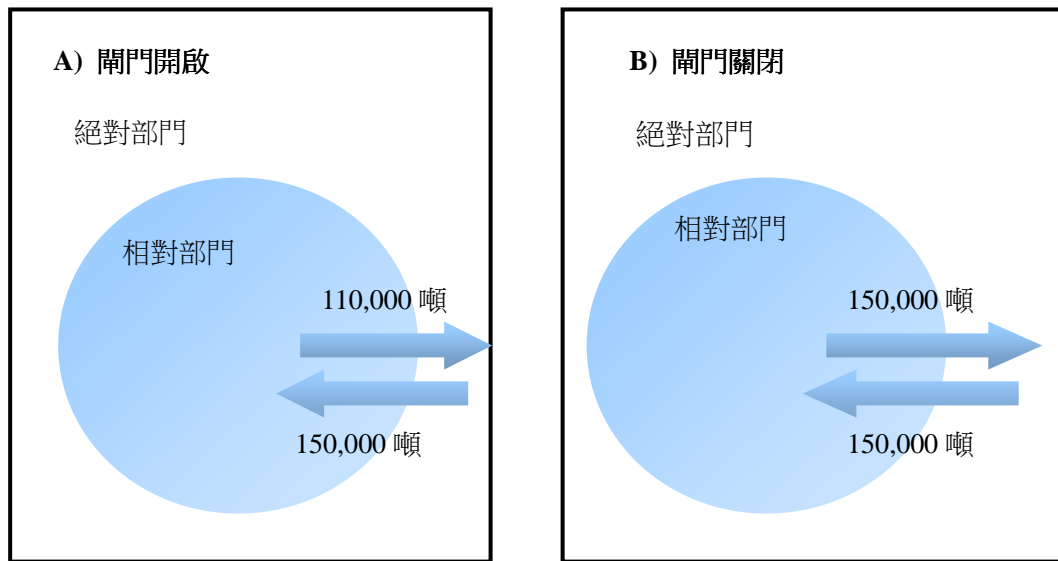 A) 閘門開啟
絕對部門
相對部門
110,000 噸
150,000 噸
B) 閘門關閉
絕對部門
相對部門
150,000 噸
150,000 噸